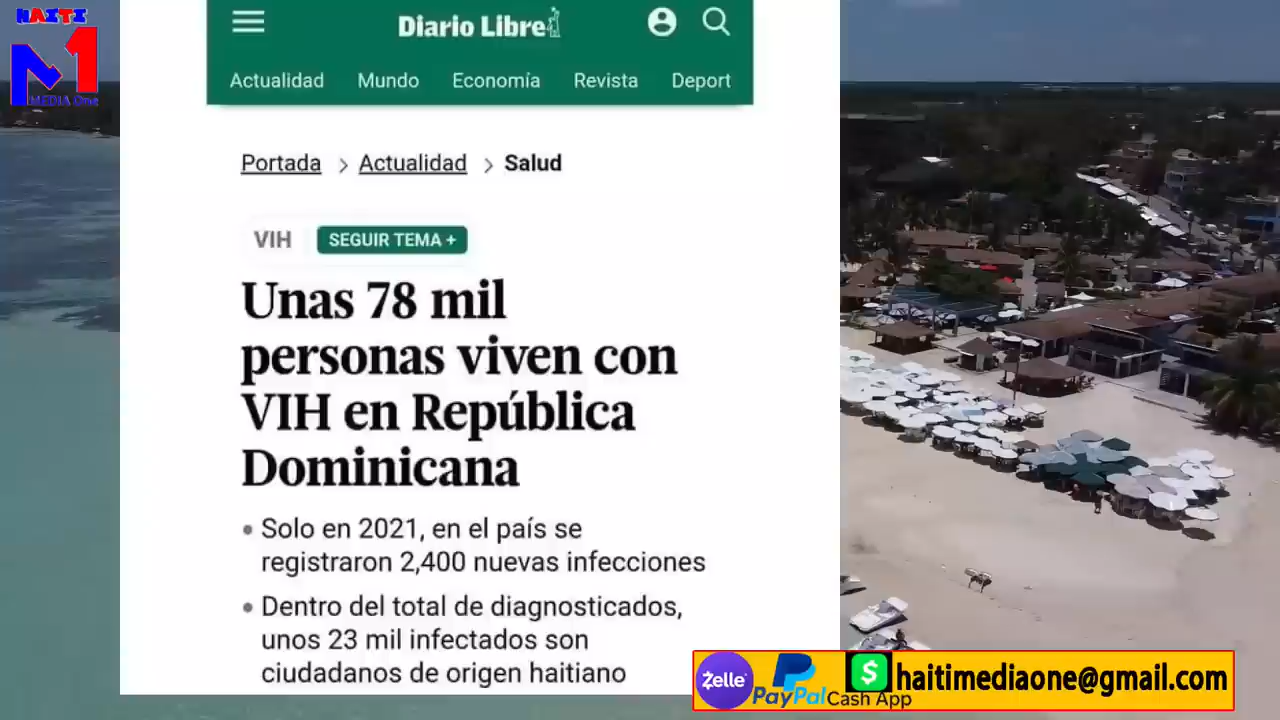 HAITI
M1
MEDIA One
Diario Libre
Actualidad Mundo Economía Revista Deport
Portada > Actualidad > Salud
VIH SEGUIR TEMA +
Unas 78 mil
personas viven con
VIH en República
Dominicana
• Solo en 2021, en el país se
registraron 2,400 nuevas infecciones
• Dentro del total de diagnosticados,
unos 23 mil infectados son
ciudadanos de origen haitiano
Zelle PayPal $ Cash App haitimediaone@gmail.com